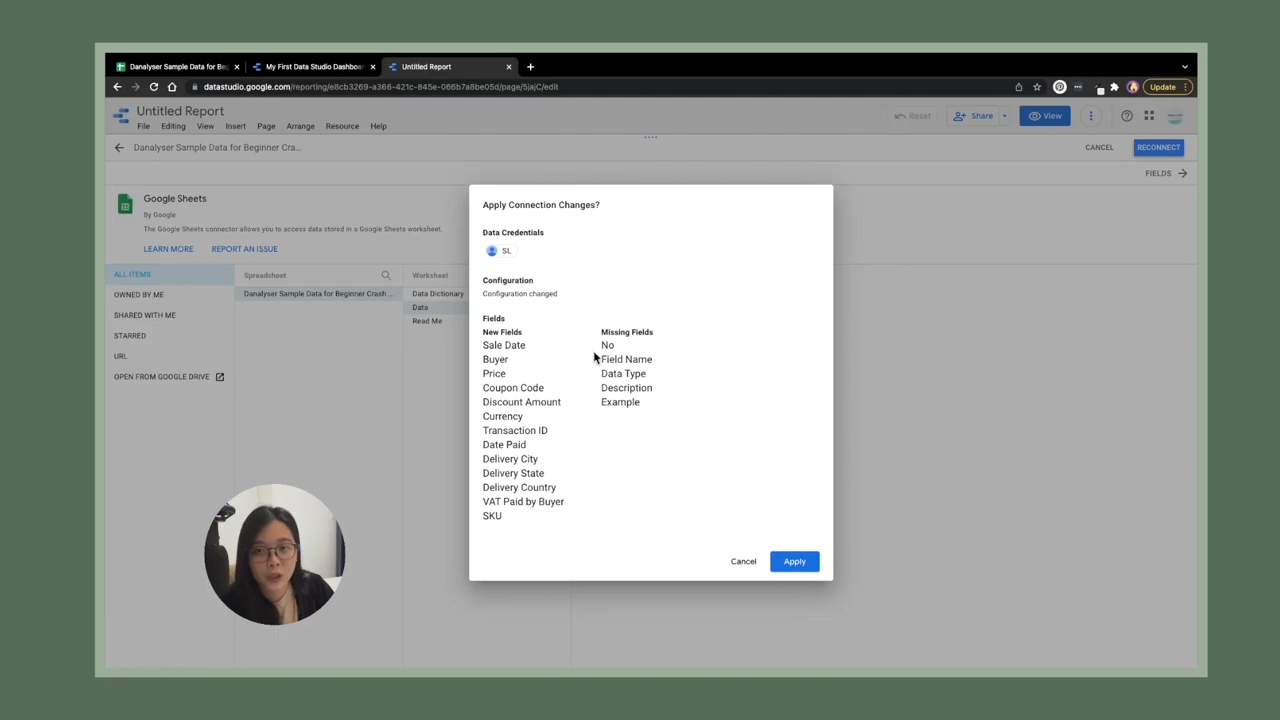 Danalyser Sample Data for Be
My First Data Studio Dashboa
Untitled Report
datastudio.google.com/reporting/e8cb3269-a366-421c-845e-066b7a8be05d/page/5jajC/edit
Update
Untitled Report
File Editing View Insert Page Arrange Resource Help
Reset
Share
View
Danalyser Sample Data for Beginner Cra...
CANCEL
RECONNECT
FIELDS
Google Sheets
By Google
The Google Sheets connector allows you to access data stored in a Google Sheets worksheet.
LEARN MORE REPORT AN ISSUE
ALL ITEMS
OWNED BY ME
SHARED WITH ME
STARRED
URL
OPEN FROM GOOGLE DRIVE
Spreadsheet
Danalyser Sample Data for Beginner Crash ...
Worksheet
Data Dictionary
Data
Read Me
Apply Connection Changes?
Data Credentials
SL
Configuration
Configuration changed
Fields
New Fields
Sale Date
Buyer
Price
Coupon Code
Discount Amount
Currency
Transaction ID
Date Paid
Delivery City
Delivery State
Delivery Country
VAT Paid by Buyer
SKU
Missing Fields
No
Field Name
Data Type
Description
Example
Cancel
Apply